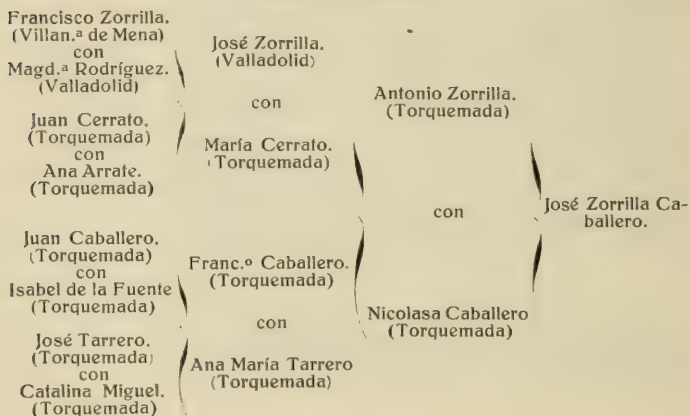 Francisco Zorrilla.
(Villan.ª de Mena)
con
Magd.ª Rodríguez.
(Valladolid)
Juan Cerrato.
(Torquemada)
con
Ana Arrate.
(Torquemada)
Juan Caballero.
(Torquemada)
con
Isabel de la Fuente
(Torquemada)
José Tarrero.
(Torquemada)
con
Catalina Miguel.
(Torquemada)
José Zorrilla.
(Valladolid)
con
María Cerrato.
(Torquemada)
Franc.º Caballero.
(Torquemada)
con
Ana María Tarrero
(Torquemada)
Antonio Zorrilla.
(Torquemada)
con
Nicolasa Caballero
(Torquemada)
José Zorrilla Ca-
ballero.